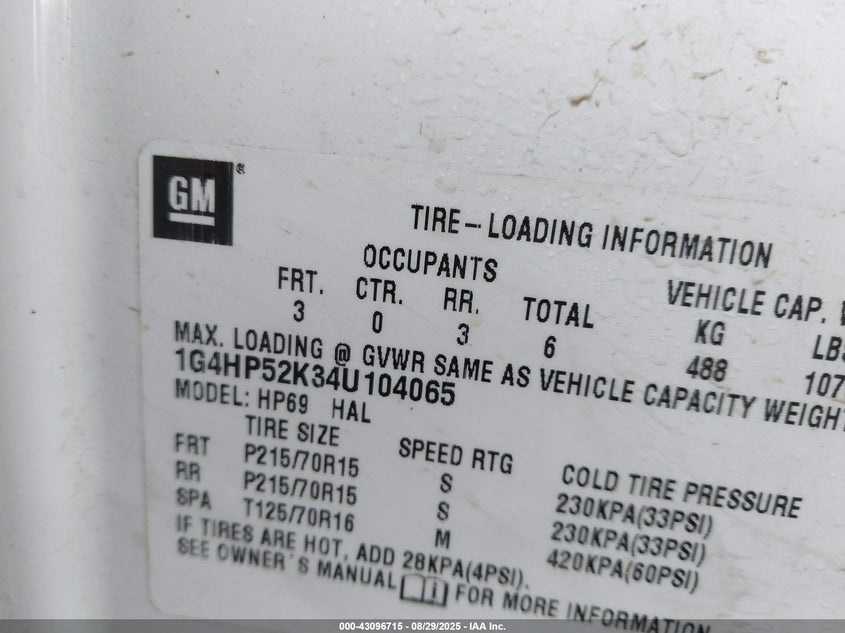 GM®
TIRE-LOADING INFORMATION
OCCUPANTS VEHICLE CAP.
FRT. CTR. RR. TOTAL KG LBS
3 0 3 6 488 107
MAX. LOADING @ GVWR SAME AS VEHICLE CAPACITY WEIGHT
1G4HP52K34U104065
MODEL: HP69 HAL
TIRE SIZE SPEED RTG COLD TIRE PRESSURE
FRT P215/70R15 S 230KPA(33PSI)
RR P215/70R15 S 230KPA(33PSI)
SPA T125/70R16 M 420KPA(60PSI)
IF TIRES ARE HOT, ADD 28KPA(4PSI).
SEE OWNER'S MANUAL FOR MORE INFORMATION
000-43096715 - 08/29/2025 - IAA Inc.